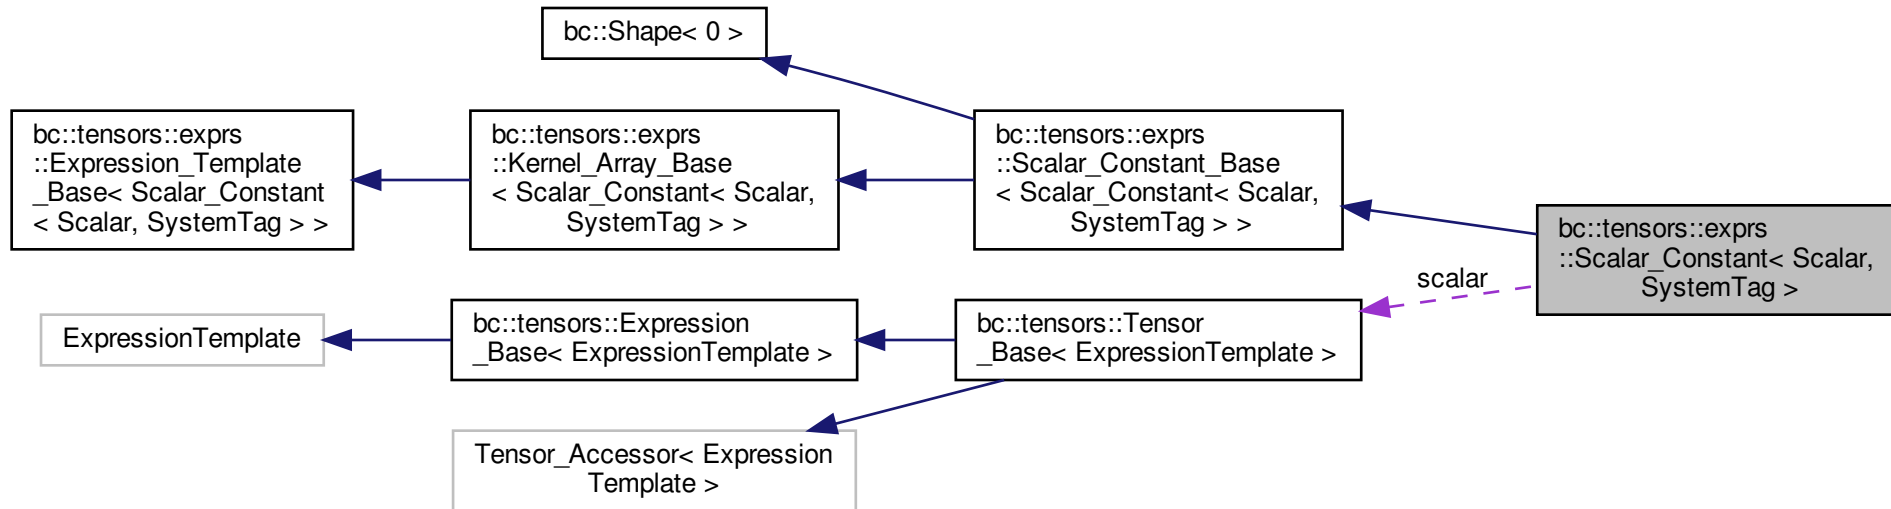 bc::Shape< 0 >
bc::tensors::exprs
::Expression_Template
_Base< Scalar_Constant
< Scalar, SystemTag > >
bc::tensors::exprs
::Kernel_Array_Base
< Scalar_Constant< Scalar,
SystemTag > >
bc::tensors::exprs
::Scalar_Constant_Base
< Scalar_Constant< Scalar,
SystemTag > >
bc::tensors::exprs
::Scalar_Constant< Scalar,
SystemTag >
scalar
ExpressionTemplate
bc::tensors::Expression
_Base< ExpressionTemplate >
bc::tensors::Tensor
_Base< ExpressionTemplate >
Tensor_Accessor< Expression
Template >